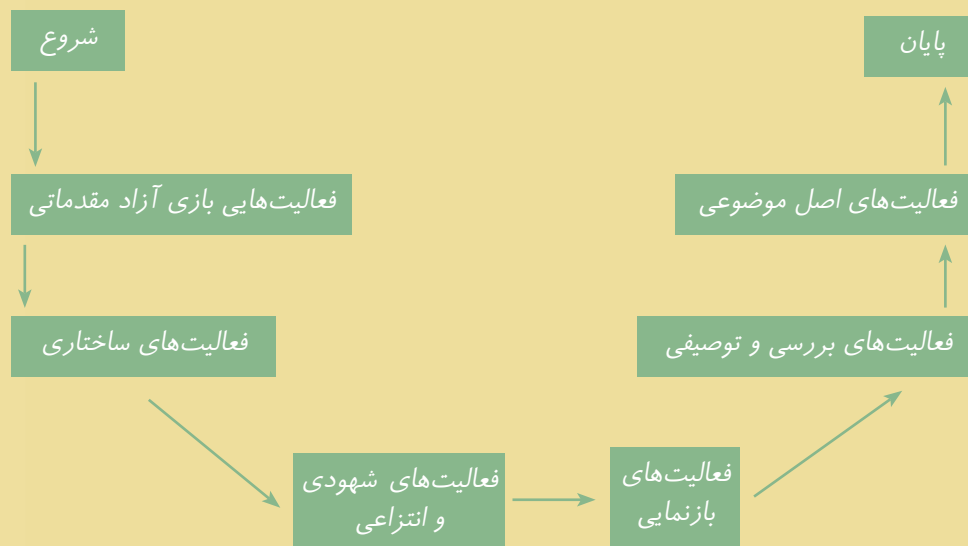 شروع
فعالیت‌هایی بازی آزاد مقدماتی
فعالیت‌های ساختاری
فعالیت‌های شهودی
و انتزاعی
فعالیت‌های
بازنمایی
فعالیت‌های بررسی و توصیفی
فعالیت‌های اصل موضوعی
پایان